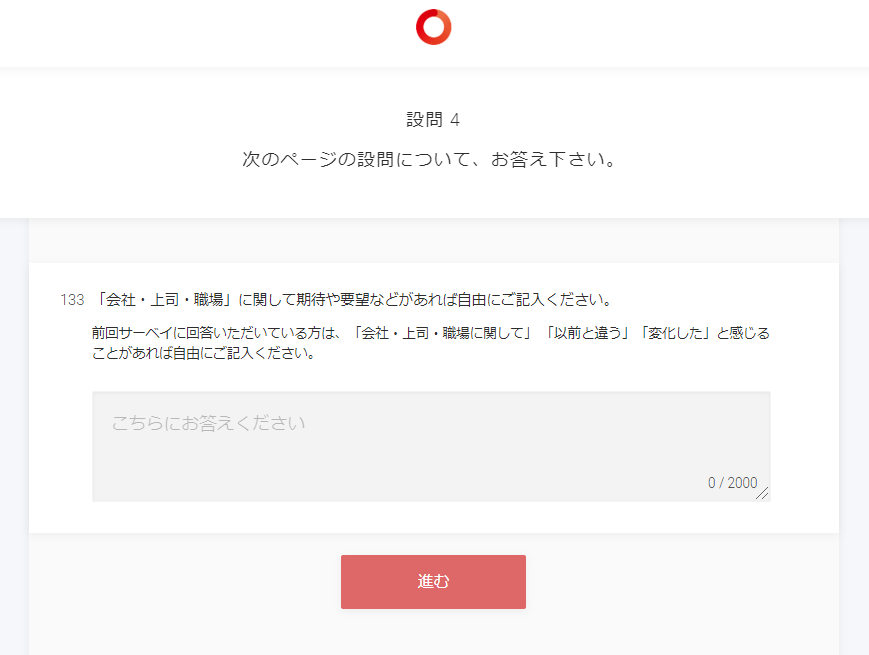 設問 4
次のページの設問について、お答え下さい。
133 「会社・上司・職場」に関して期待や要望などがあれば自由にご記入ください。
前回サーベイに回答いただいている方は、「会社・上司・職場に関して」「以前と違う」「変化した」と感じる
ことがあれば自由にご記入ください。
こちらにお答えください
0 / 2000
進む